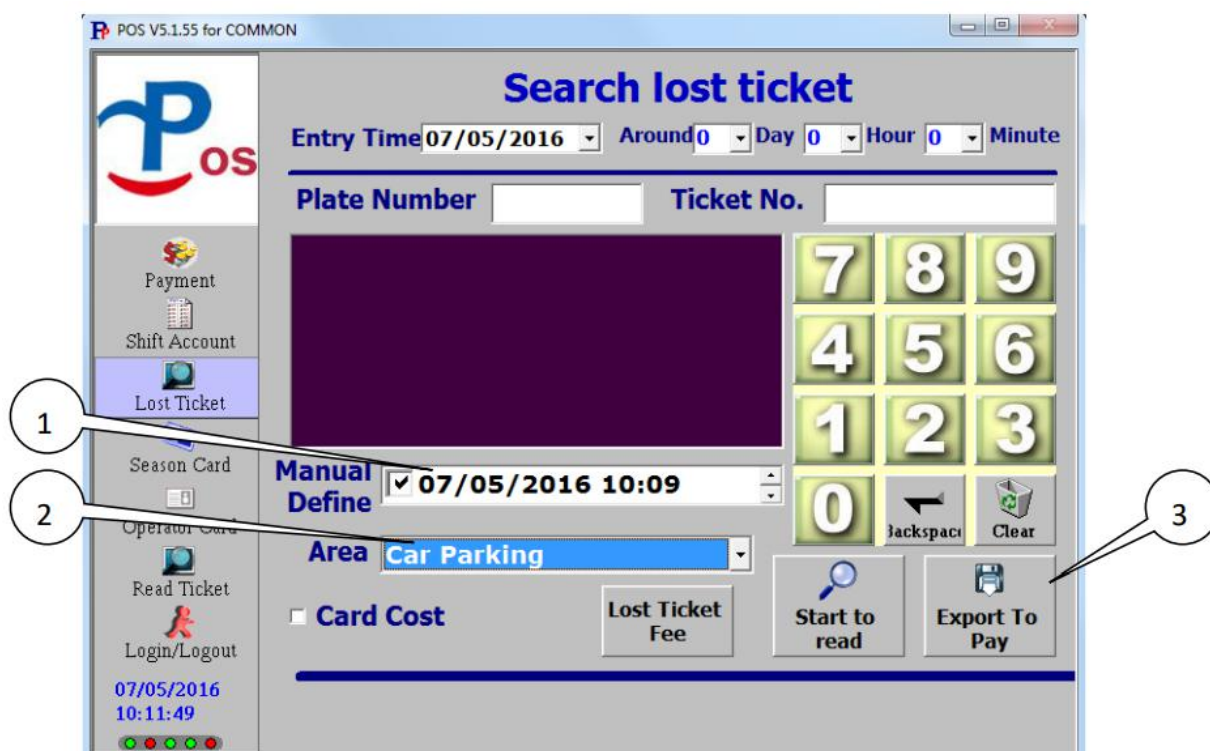 POS V5.1.55 for COMMON
Pos
Search lost ticket
Entry Time 07/05/2016 Around 0 Day 0 Hour 0 Minute
Plate Number Ticket No.
Payment
Shift Account
Lost Ticket
Season Card
Operator Card
Read Ticket
Login/Logout
07/05/2016
10:11:49
7 8 9
4 5 6
1 2 3
0 Backspace Clear
Manual
Define
07/05/2016 10:09
Area Car Parking
Card Cost
Lost Ticket
Fee
Start to
read
Export To
Pay
1
2
3